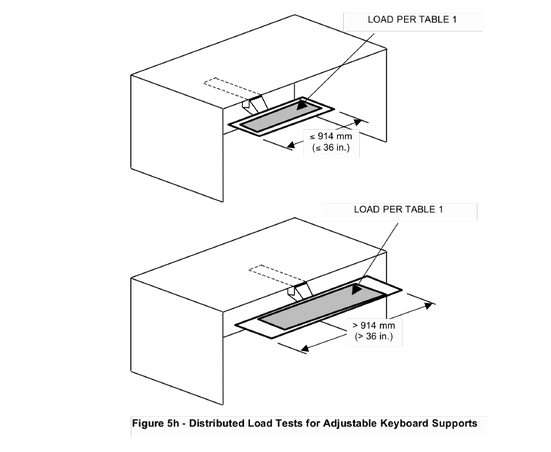 LOAD PER TABLE 1
≤ 914 mm
(≤ 36 in.)
LOAD PER TABLE 1
> 914 mm
(> 36 in.)
Figure 5h - Distributed Load Tests for Adjustable Keyboard Supports